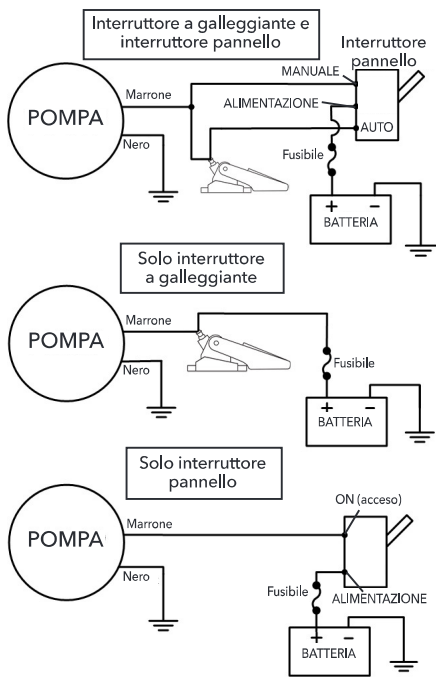 Interruttore a galleggiante e
interruttore pannello
Interruttore
pannello
MANUALE
Marrone
ALIMENTAZIONE
POMPA
AUTO
Nero
Fusibile
+ −
BATTERIA
Solo interruttore
a galleggiante
Marrone
POMPA
Fusibile
Nero
+ −
BATTERIA
Solo interruttore
pannello
ON (acceso)
Marrone
POMPA
Nero
Fusibile
ALIMENTAZIONE
+ −
BATTERIA